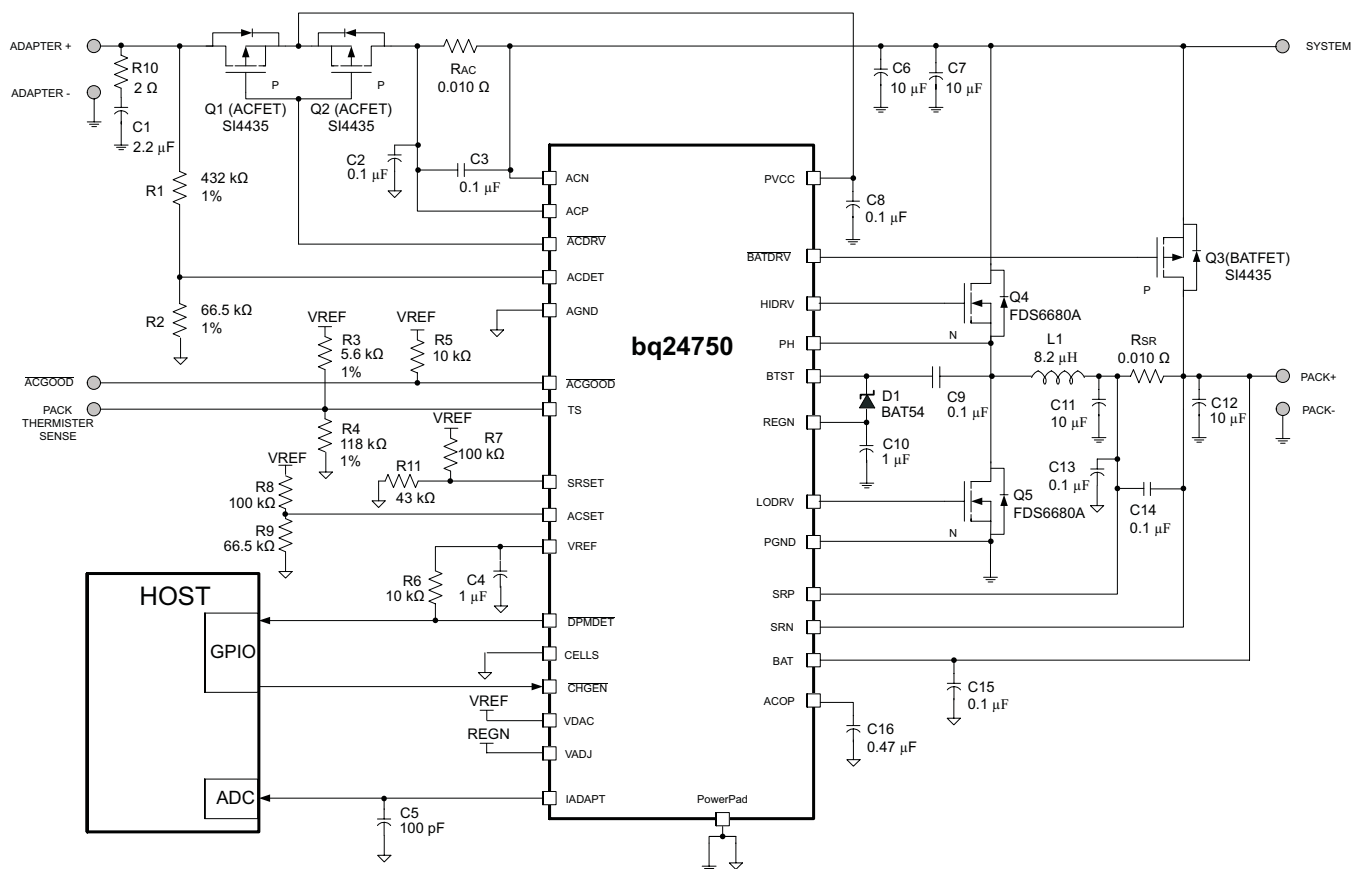 ADAPTER +
ADAPTER -
R10
2 Ω
C1
2.2 μF
Q1 (ACFET)
SI4435
P
Q2 (ACFET)
SI4435
P
RAC
0.010 Ω
C6
10 μF
C7
10 μF
SYSTEM
R1
432 kΩ
1%
R2
66.5 kΩ
1%
C2
0.1 μF
C3
0.1 μF
C8
0.1 μF
Q3(BATFET)
SI4435
P
bq24750
ACN
ACP
ACDRV
ACDET
AGND
ACGOOD
TS
SRSET
ACSET
VREF
DPMDET
CELLS
CHGEN
VDAC
VADJ
IADAPT
PVCC
BATDRV
HIDRV
PH
BTST
REGN
LODRV
PGND
SRP
SRN
BAT
ACOP
PowerPad
VREF
R3
5.6 kΩ
1%
VREF
R5
10 kΩ
ACGOOD
PACK
THERMISTER
SENSE
R4
118 kΩ
1%
VREF
R7
100 kΩ
R11
43 kΩ
VREF
R8
100 kΩ
R9
66.5 kΩ
R6
10 kΩ
C4
1 μF
HOST
GPIO
ADC
VREF
REGN
C5
100 pF
Q4
FDS6680A
N
D1
BAT54
C9
0.1 μF
C10
1 μF
L1
8.2 μH
RSR
0.010 Ω
C11
10 μF
C12
10 μF
PACK+
PACK-
C13
0.1 μF
C14
0.1 μF
Q5
FDS6680A
N
C15
0.1 μF
C16
0.47 μF